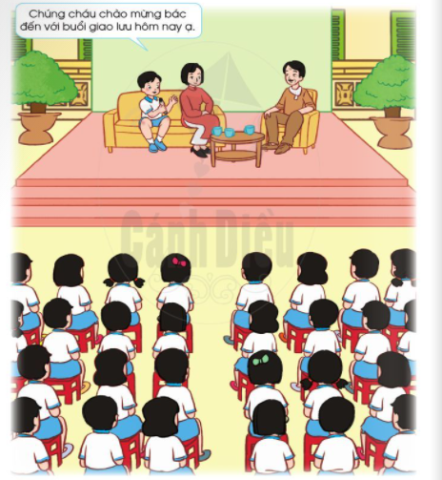 Chúng cháu chào mừng bác
đến với buổi giao lưu hôm nay ạ.
Cánh Diều